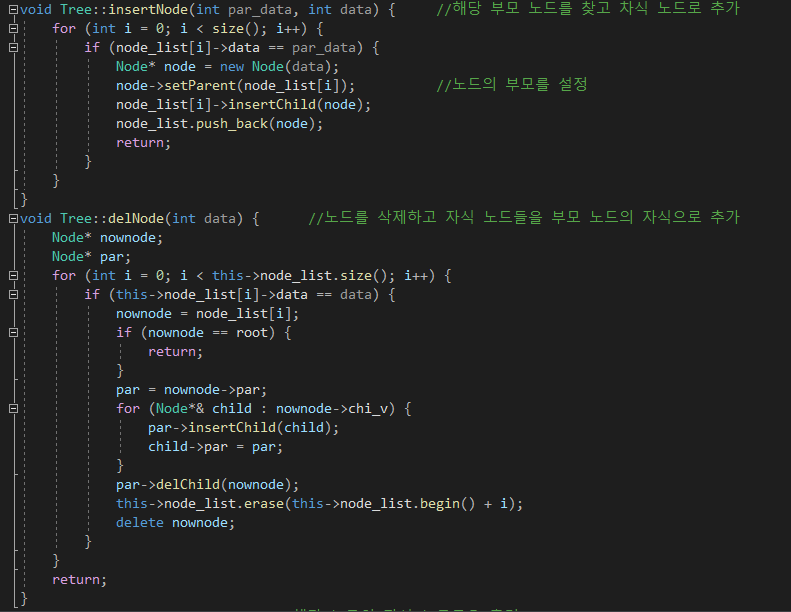 void Tree::insertNode(int par_data, int data) {     //해당 부모 노드를 찾고 차식 노드로 추가
    for (int i = 0; i < size(); i++) {
        if (node_list[i]->data == par_data) {
            Node* node = new Node(data);
            node->setParent(node_list[i]);          //노드의 부모를 설정
            node_list[i]->insertChild(node);
            node_list.push_back(node);
            return;
        }
    }
}
void Tree::delNode(int data) {      //노드를 삭제하고 자식 노드들을 부모 노드의 자식으로 추가
    Node* nownode;
    Node* par;
    for (int i = 0; i < this->node_list.size(); i++) {
        if (this->node_list[i]->data == data) {
            nownode = node_list[i];
            if (nownode == root) {
                return;
            }
            par = nownode->par;
            for (Node*& child : nownode->chi_v) {
                par->insertChild(child);
                child->par = par;
            }
            par->delChild(nownode);
            this->node_list.erase(this->node_list.begin() + i);
            delete nownode;
        }
    }
    return;
}